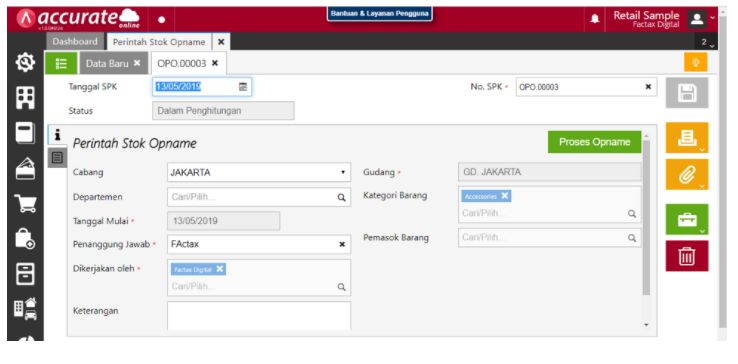 accurate online
Bantuan & Layanan Pengguna
Retail Sample
Factax Digital
Dashboard
Perintah Stok Opname
2
Data Baru
OPO.00003
Tanggal SPK
13/05/2019
No. SPK *
OPO.00003
Status
Dalam Penghitungan
Perintah Stok Opname
Proses Opname
Cabang
JAKARTA
Gudang *
GD. JAKARTA
Departemen
Cari/Pilih...
Kategori Barang
Accessories
Cari/Pilih...
Tanggal Mulai *
13/05/2019
Penanggung Jawab *
FActax
Pemasok Barang
Cari/Pilih...
Dikerjakan oleh *
Factax Digital
Cari/Pilih...
Keterangan